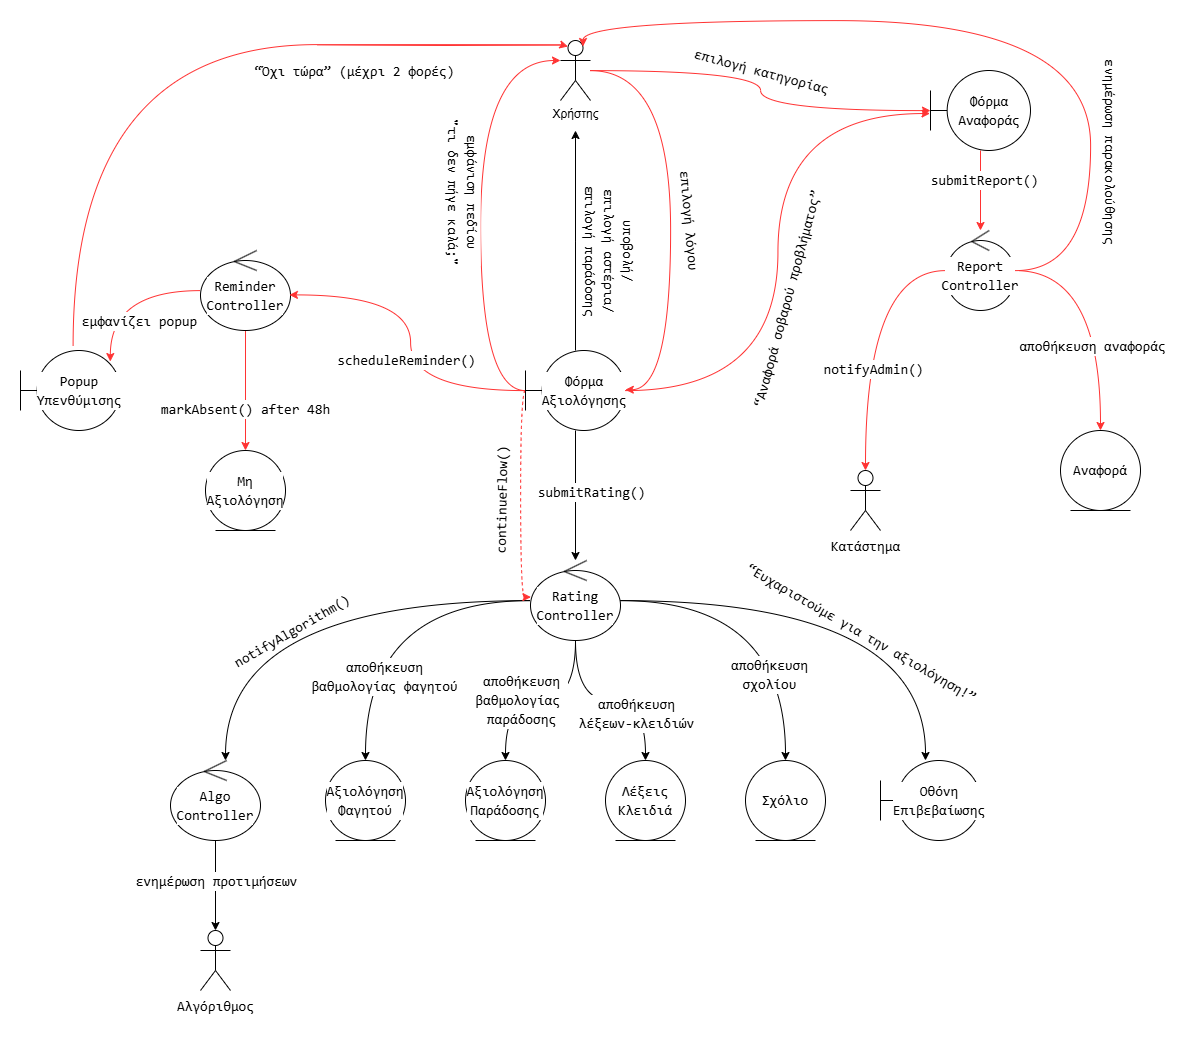 “Όχι τώρα” (μέχρι 2 φορές)
Χρήστης
επιλογή κατηγορίας
Φόρμα
Αναφοράς
ενημέρωση παρακολούθησης
submitReport()
εμφάνιση πεδίου
“τι δεν πήγε καλά;”
υποβολή/
επιλογή αστέρια/
επιλογή παράδοσης
επιλογή λόγου
“Αναφορά σοβαρού προβλήματος”
Report
Controller
Reminder
Controller
εμφανίζει popup
scheduleReminder()
notifyAdmin()
αποθήκευση αναφοράς
Popup
Υπενθύμισης
Φόρμα
Αξιολόγησης
markAbsent() after 48h
continueFlow()
submitRating()
Μη
Αξιολόγηση
Αναφορά
Κατάστημα
Rating
Controller
notifyAlgorithm()
αποθήκευση
βαθμολογίας φαγητού
αποθήκευση
βαθμολογίας
παράδοσης
αποθήκευση
λέξεων-κλειδιών
αποθήκευση
σχολίου
“Ευχαριστούμε για την αξιολόγηση!”
Algo
Controller
Αξιολόγηση
Φαγητού
Αξιολόγηση
Παράδοσης
Λέξεις
Κλειδιά
Σχόλιο
Οθόνη
Επιβεβαίωσης
ενημέρωση προτιμήσεων
Αλγόριθμος